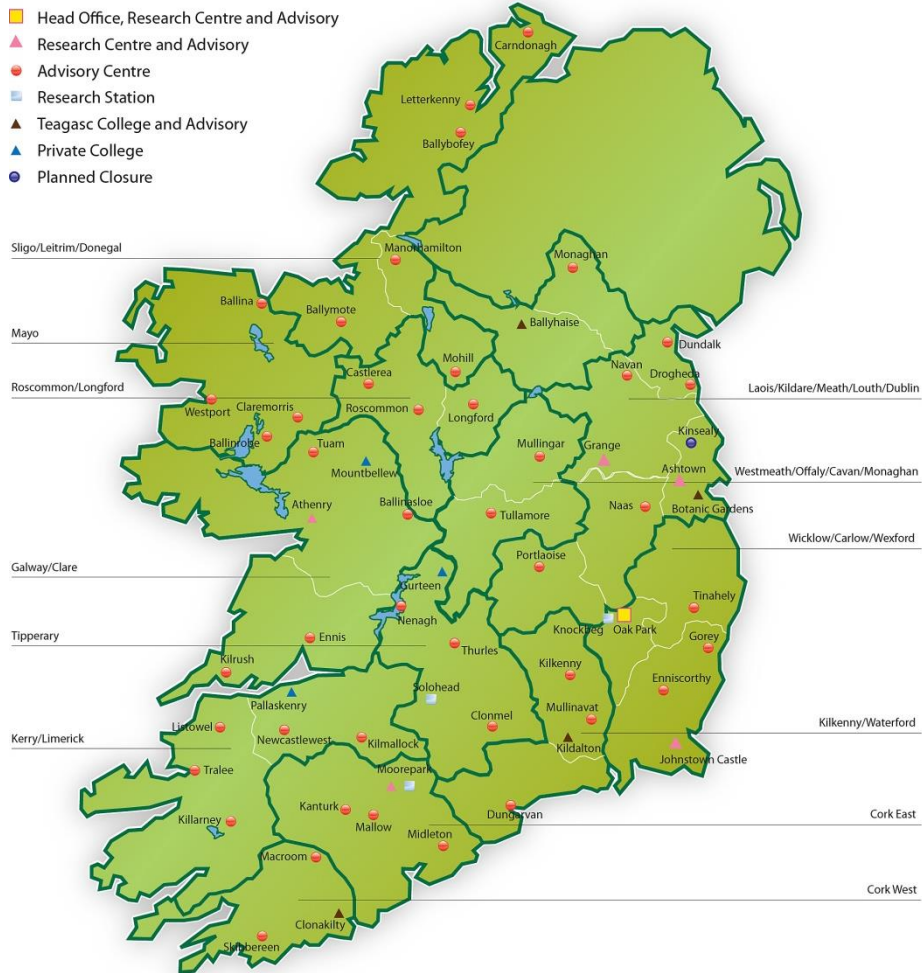 Head Office, Research Centre and Advisory
Research Centre and Advisory
Advisory Centre
Research Station
Teagasc College and Advisory
Private College
Planned Closure
Carndonagh
Letterkenny
Ballybofey
Sligo/Leitrim/Donegal
Manorhamilton
Monaghan
Ballina
Ballymote
Ballyhaise
Mayo
Dundalk
Mohill
Castlerea
Navan
Drogheda
Roscommon/Longford
Laois/Kildare/Meath/Louth/Dublin
Westport
Claremorris
Roscommon
Longford
Ballinrobe
Tuam
Mullingar
Grange
Kinsealy
Mountbellew
Ashtown
Westmeath/Offaly/Cavan/Monaghan
Athenry
Ballinasloe
Tullamore
Naas
Botanic Gardens
Wicklow/Carlow/Wexford
Portlaoise
Galway/Clare
Gurteen
Tinahely
Nenagh
Knockbeg
Oak Park
Tipperary
Ennis
Thurles
Gorey
Kilrush
Kilkenny
Enniscorthy
Solohead
Pallaskenry
Mullinavat
Clonmel
Kilkenny/Waterford
Listowel
Newcastlewest
Kilmallock
Kildalton
Johnstown Castle
Kerry/Limerick
Tralee
Moorepark
Kanturk
Mallow
Dungarvan
Cork East
Killarney
Midleton
Macroom
Cork West
Clonakilty
Skibbereen